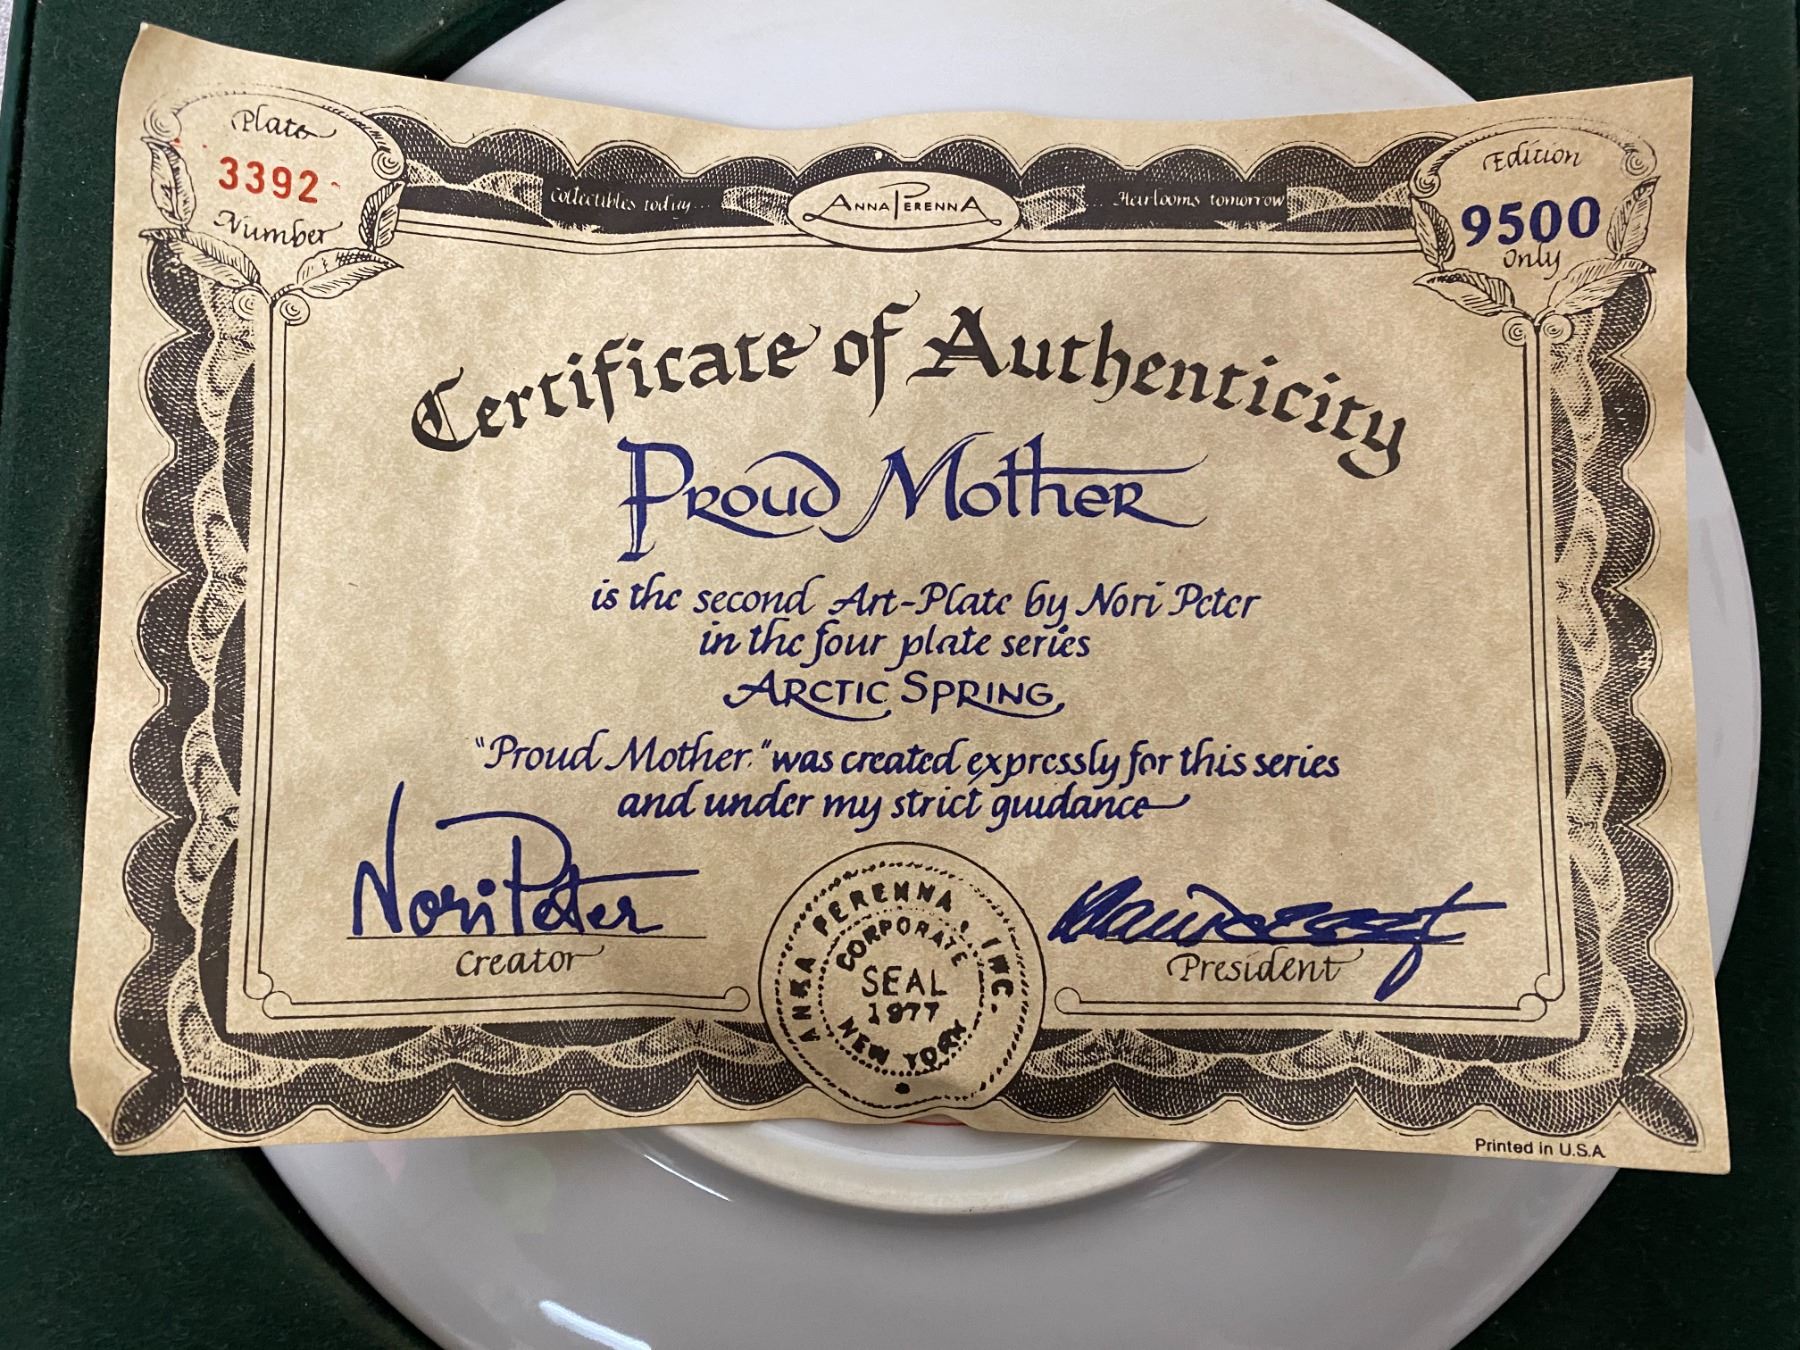 Plate
3392
Number
Collectibles today...
ANNA PERENNA
...Heirlooms tomorrow
Edition
9500
Only
Certificate of Authenticity
Proud Mother
is the second Art-Plate by Nori Peter
in the four plate series
ARCTIC SPRING
"Proud Mother" was created expressly for this series
and under my strict guidance
Nori Peter
Creator
President
ANNA PERENNA, INC.
CORPORATE
SEAL
1977
NEW YORK
Printed in U.S.A.